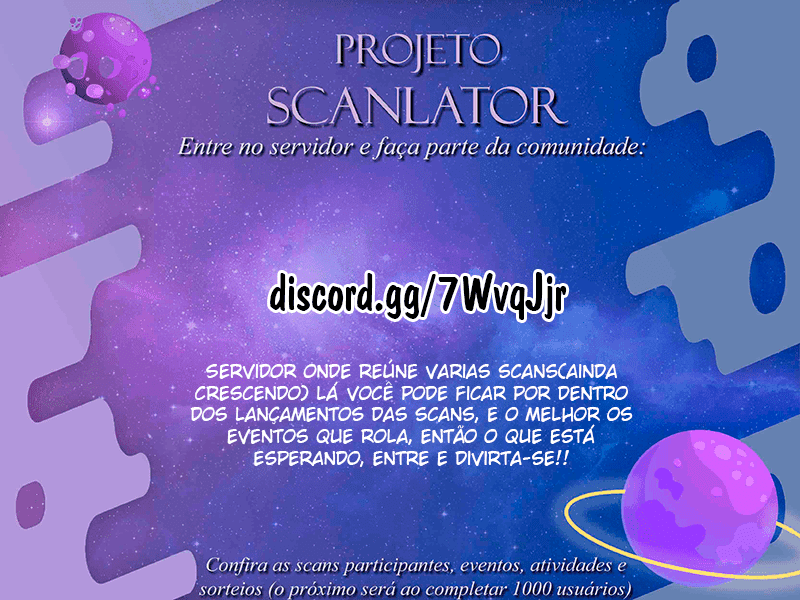 PROJETO
SCANLATOR
Entre no servidor e faça parte da comunidade:
discord.gg/7WvqJjr
SERVIDOR ONDE REÚNE VARIAS SCANS(AINDA
CRESCENDO) LÁ VOCÊ PODE FICAR POR DENTRO
DOS LANÇAMENTOS DAS SCANS, E O MELHOR OS
EVENTOS QUE ROLA, ENTÃO O QUE ESTÁ
ESPERANDO, ENTRE E DIVIRTA-SE!!
Confira as scans participantes, eventos, atividades e
sorteios (o próximo será ao completar 1000 usuários)